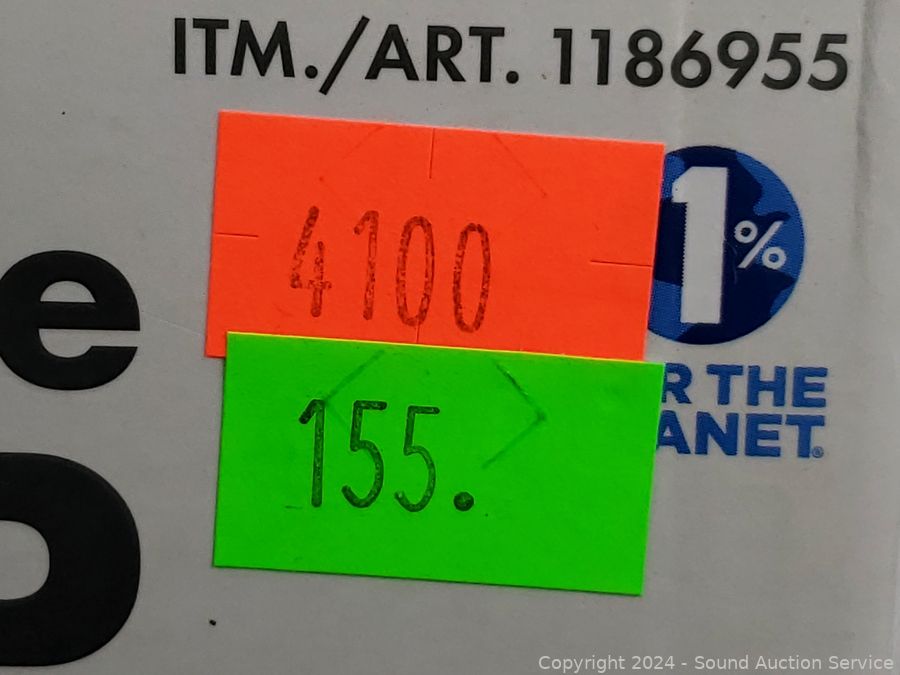 ITM./ART. 1186955
1%
R THE
ANET.®
4100
155.
e
Copyright 2024 - Sound Auction Service